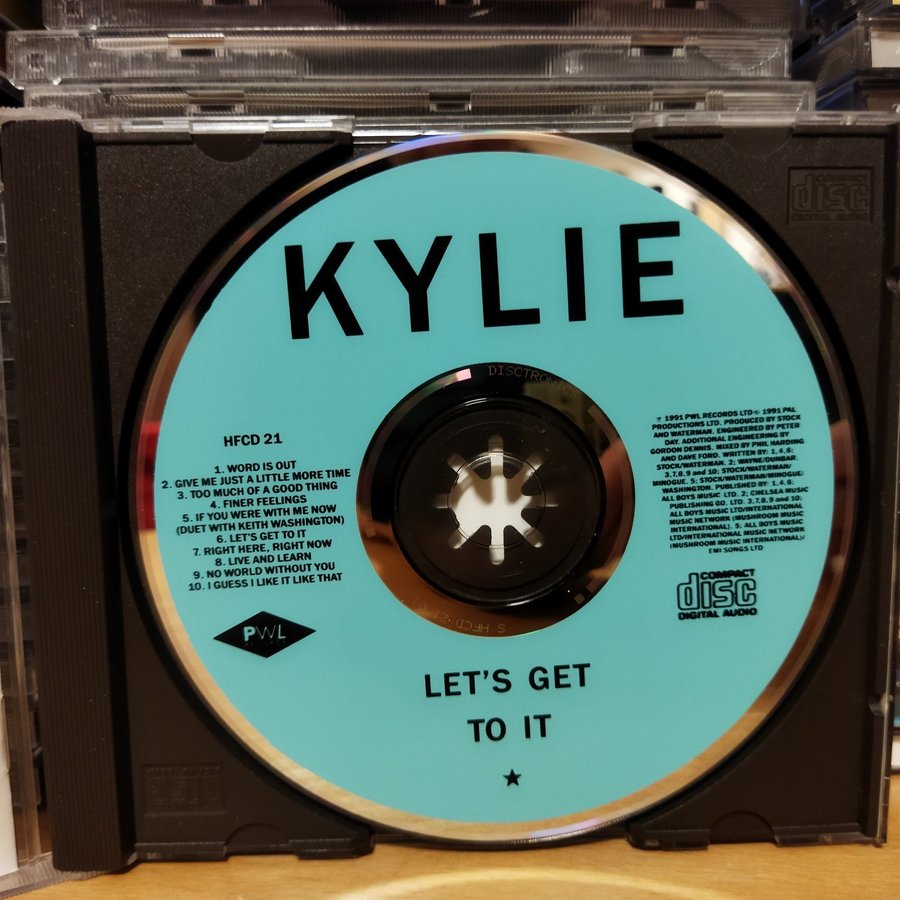 COMPACT
disc
DIGITAL AUDIO
KYLIE
DISCTRONICS
HFCD 21
1. WORD IS OUT
2. GIVE ME JUST A LITTLE MORE TIME
3. TOO MUCH OF A GOOD THING
4. FINER FEELINGS
5. IF YOU WERE WITH ME NOW
(DUET WITH KEITH WASHINGTON)
6. LET'S GET TO IT
7. RIGHT HERE, RIGHT NOW
8. LIVE AND LEARN
9. NO WORLD WITHOUT YOU
10. I GUESS I LIKE IT LIKE THAT
PWL
℗ 1991 PWL RECORDS LTD © 1991 PAL
PRODUCTIONS LTD. PRODUCED BY STOCK
AND WATERMAN. ENGINEERED BY PETER
DAY. ADDITIONAL ENGINEERING BY
GORDON DENNIS. MIXED BY PHIL HARDING
AND DAVE FORD. WRITTEN BY: 1,4,6:
STOCK/WATERMAN. 2: WAYNE/DUNBAR.
3,7,8,9 and 10: STOCK/WATERMAN/
MINOGUE. 5: STOCK/WATERMAN/MINOGUE/
WASHINGTON. PUBLISHED BY: 1,4,6:
ALL BOYS MUSIC LTD. 2: CHELSEA MUSIC
PUBLISHING CO. LTD. 3,7,8,9 and 10:
ALL BOYS MUSIC LTD/INTERNATIONAL
MUSIC NETWORK (MUSHROOM MUSIC
INTERNATIONAL). 5: ALL BOYS MUSIC
LTD/INTERNATIONAL MUSIC NETWORK
(MUSHROOM MUSIC INTERNATIONAL)/
EMI SONGS LTD
COMPACT
disc
DIGITAL AUDIO
S HFCD·21
LET'S GET
TO IT